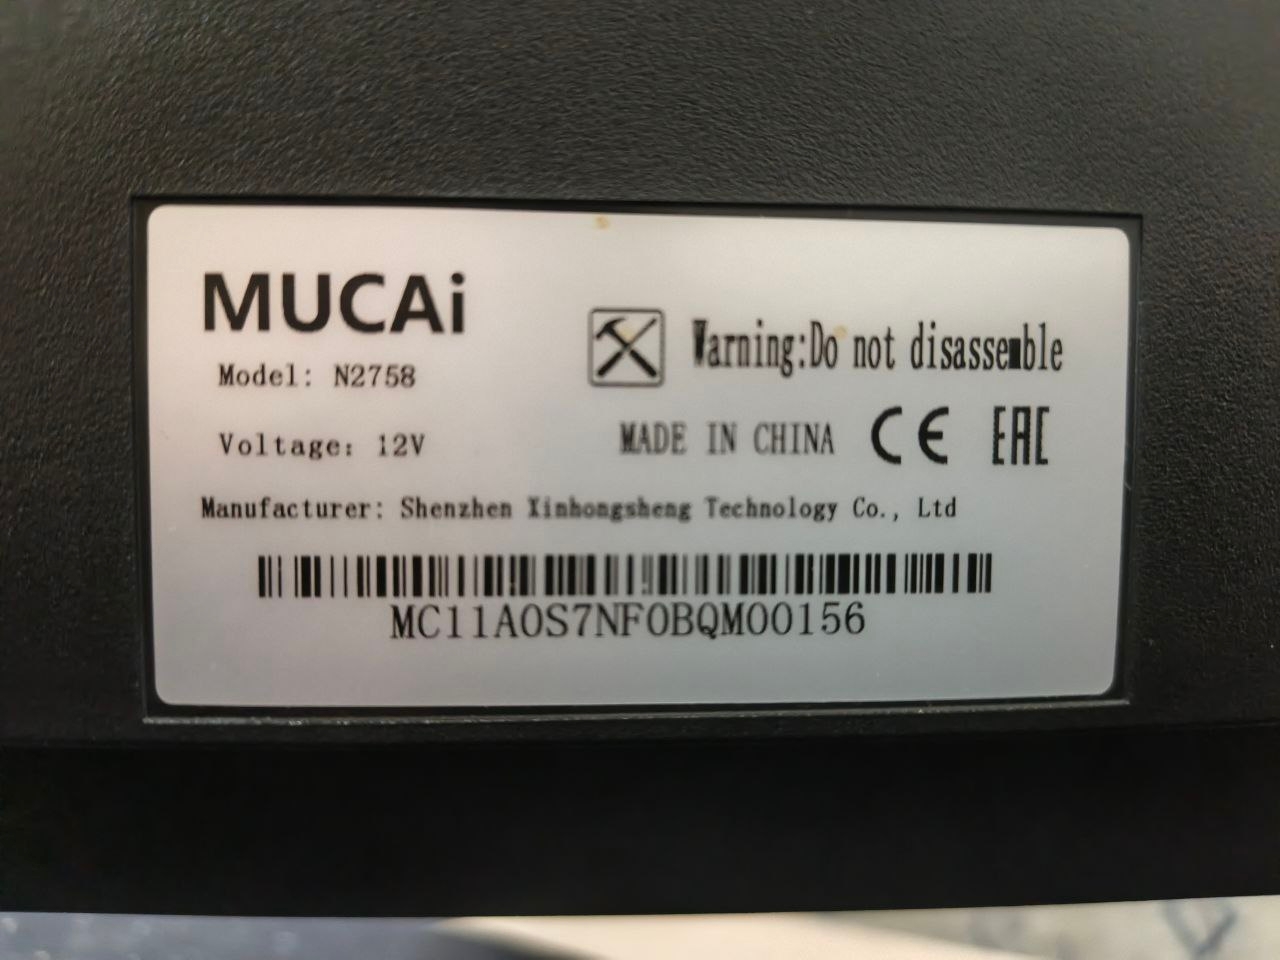 MUCAi
Model: N2758
Warning:Do not disassemble
Voltage: 12V
MADE IN CHINA CE EAC
Manufacturer: Shenzhen Xinhongsheng Technology Co., Ltd
MC11A0S7NF0BQM00156